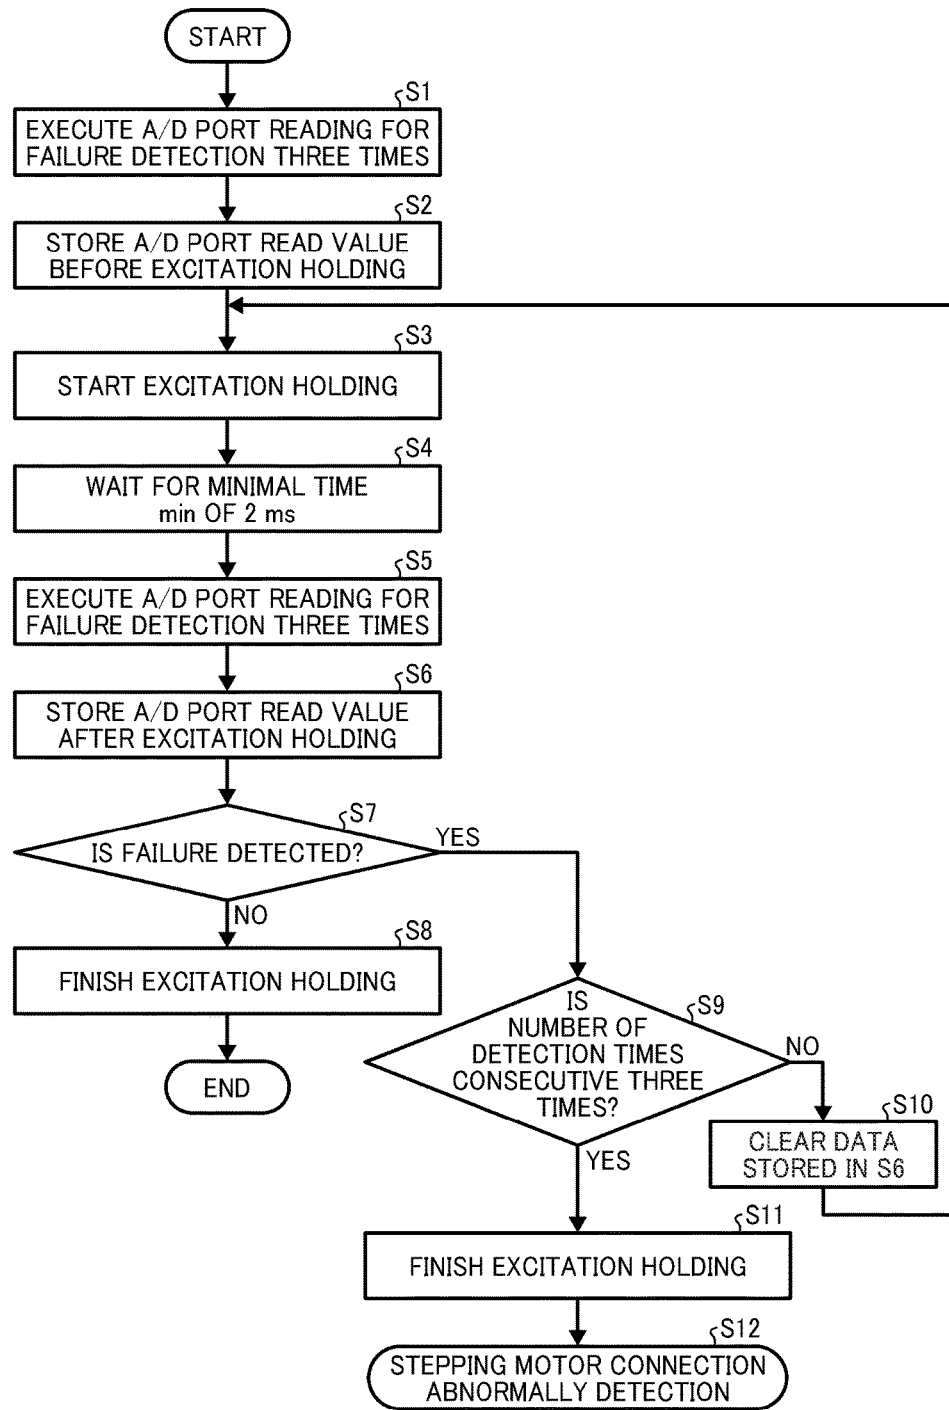 START
S1
EXECUTE A/D PORT READING FOR
FAILURE DETECTION THREE TIMES
S2
STORE A/D PORT READ VALUE
BEFORE EXCITATION HOLDING
S3
START EXCITATION HOLDING
S4
WAIT FOR MINIMAL TIME
min OF 2 ms
S5
EXECUTE A/D PORT READING FOR
FAILURE DETECTION THREE TIMES
S6
STORE A/D PORT READ VALUE
AFTER EXCITATION HOLDING
S7
IS FAILURE DETECTED?
YES
NO
S8
FINISH EXCITATION HOLDING
END
S9
IS
NUMBER OF
DETECTION TIMES
CONSECUTIVE THREE
TIMES?
NO
YES
S10
CLEAR DATA
STORED IN S6
S11
FINISH EXCITATION HOLDING
S12
STEPPING MOTOR CONNECTION
ABNORMALLY DETECTION